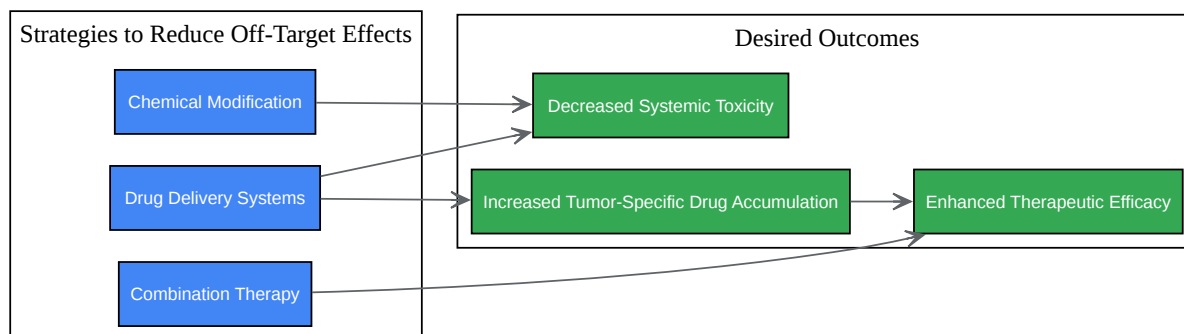 Strategies to Reduce Off-Target Effects
Chemical Modification
Drug Delivery Systems
Combination Therapy
Desired Outcomes
Decreased Systemic Toxicity
Increased Tumor-Specific Drug Accumulation
Enhanced Therapeutic Efficacy